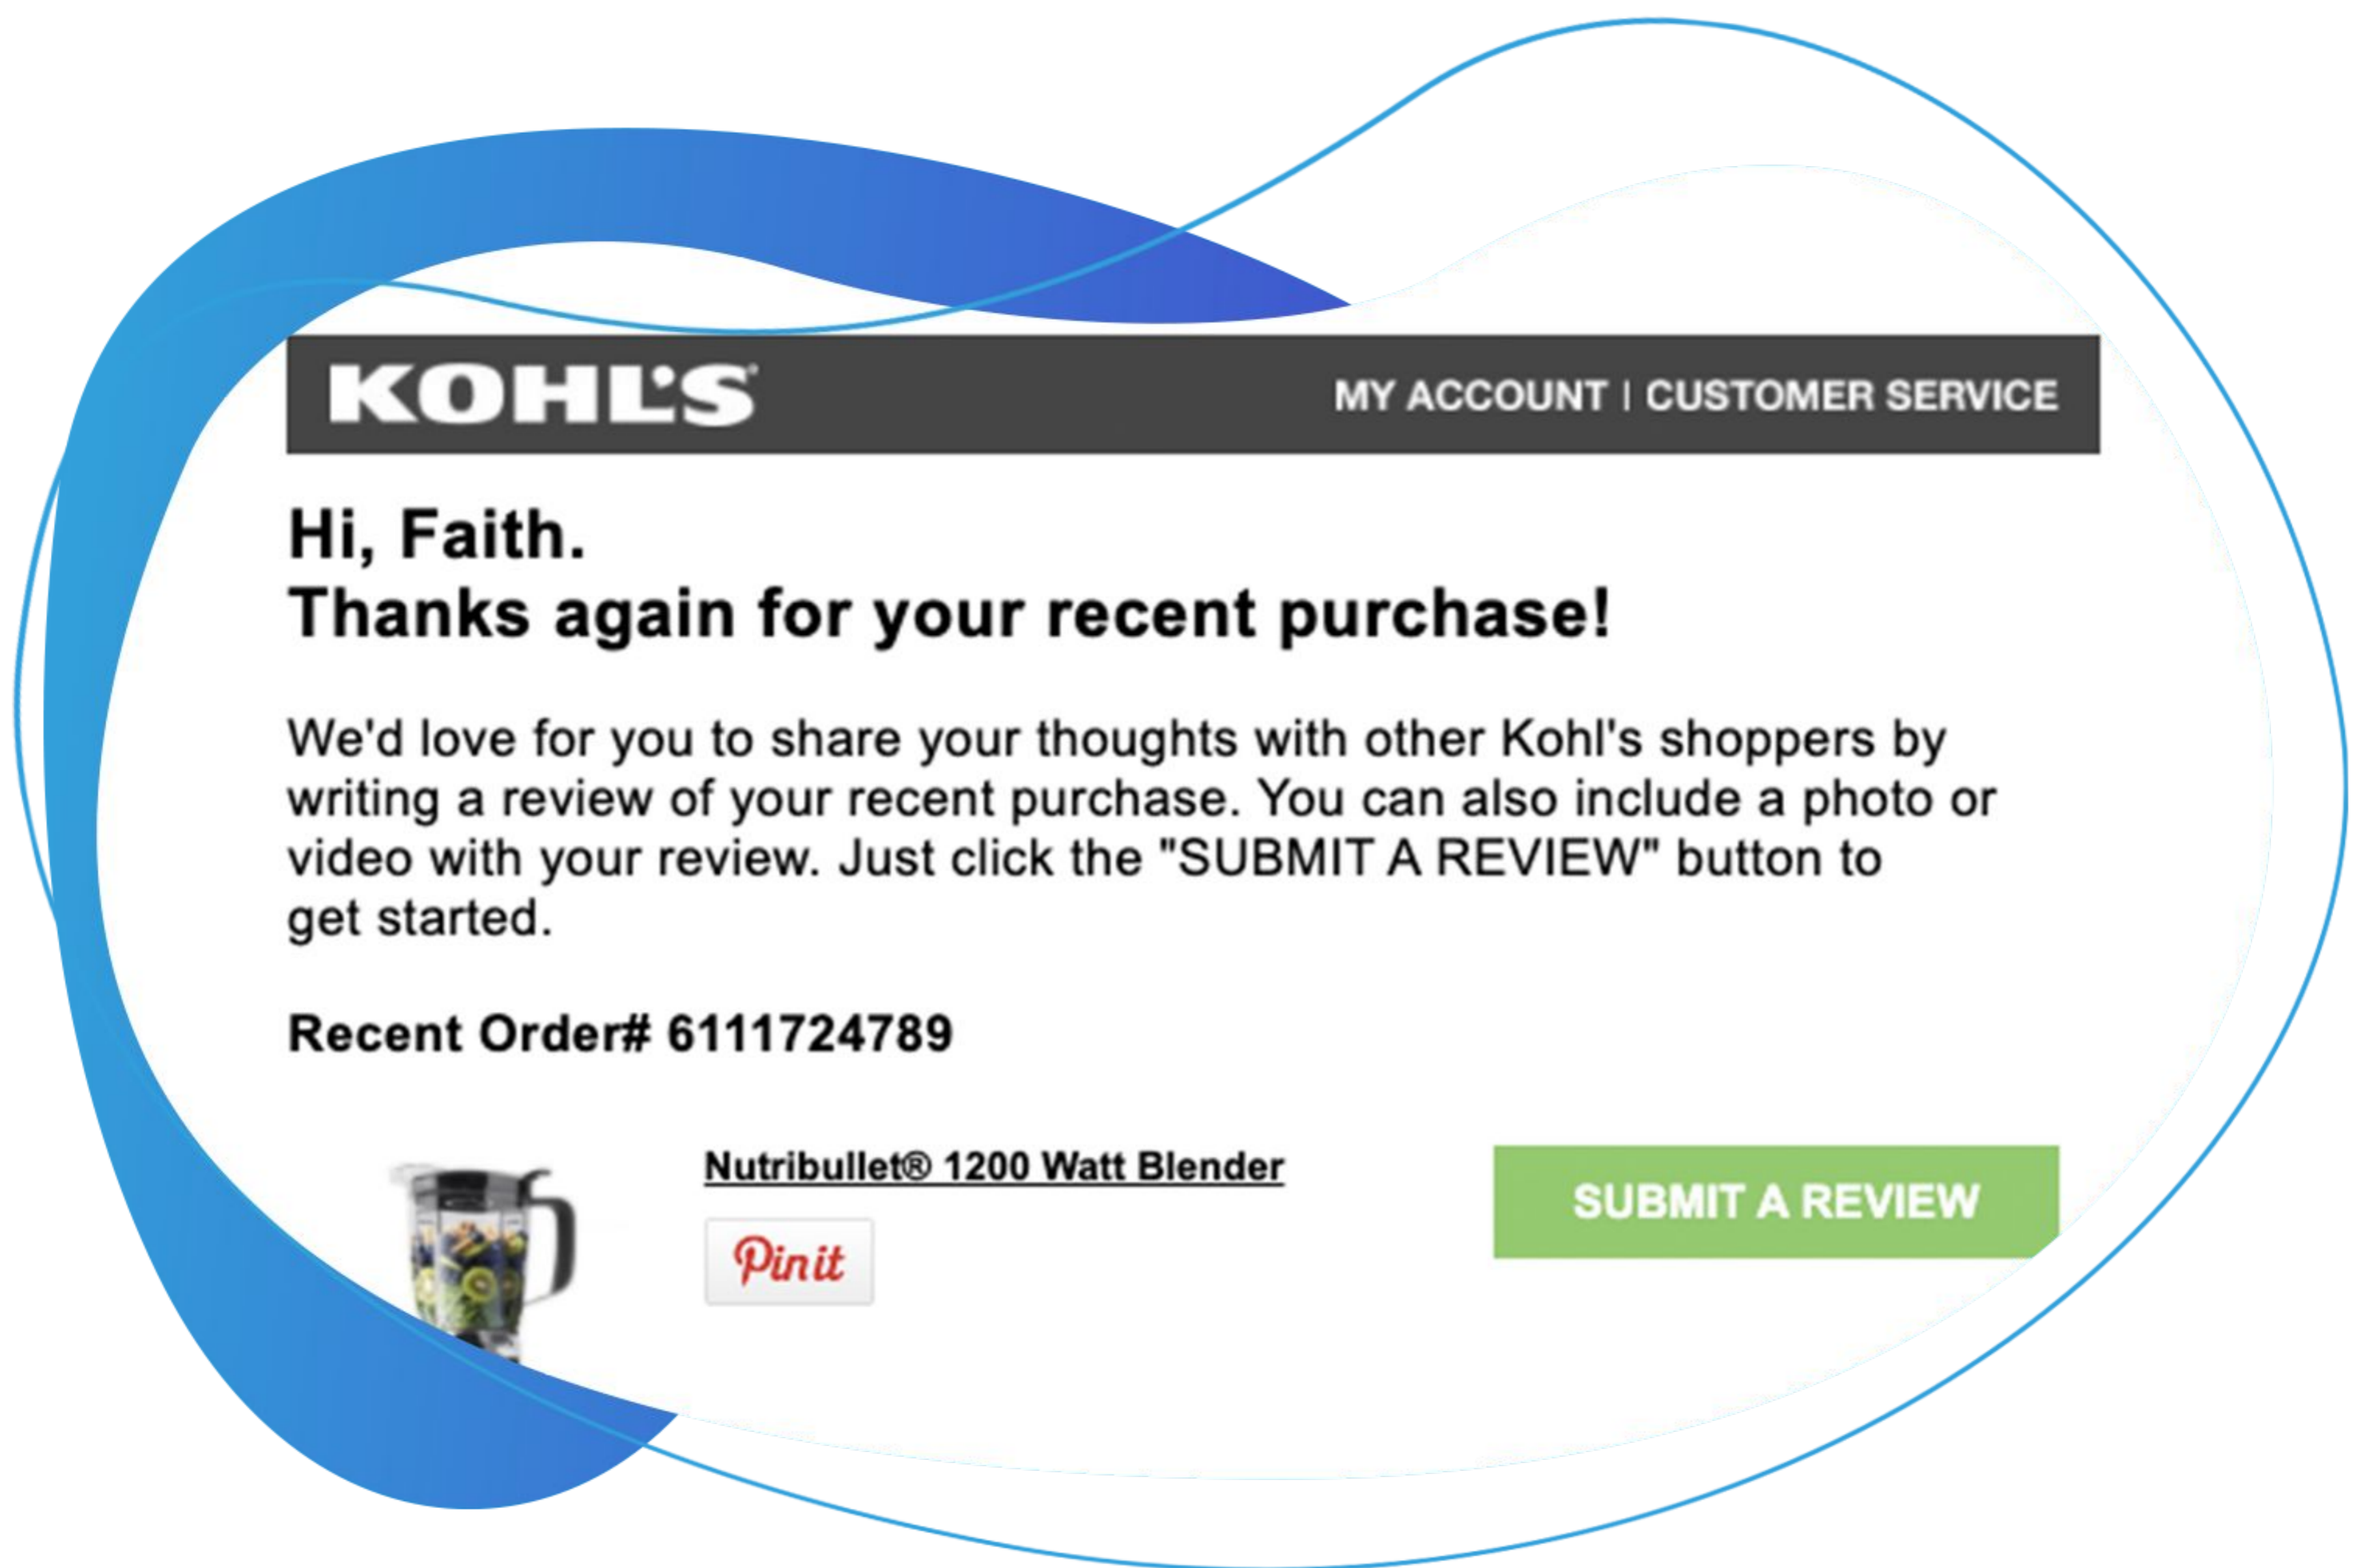 KOHL'S
MY ACCOUNT | CUSTOMER SERVICE
Hi, Faith.
Thanks again for your recent purchase!
We'd love for you to share your thoughts with other Kohl's shoppers by
writing a review of your recent purchase. You can also include a photo or
video with your review. Just click the "SUBMIT A REVIEW" button to
get started.
Recent Order# 6111724789
Nutribullet® 1200 Watt Blender
SUBMIT A REVIEW
Pinit